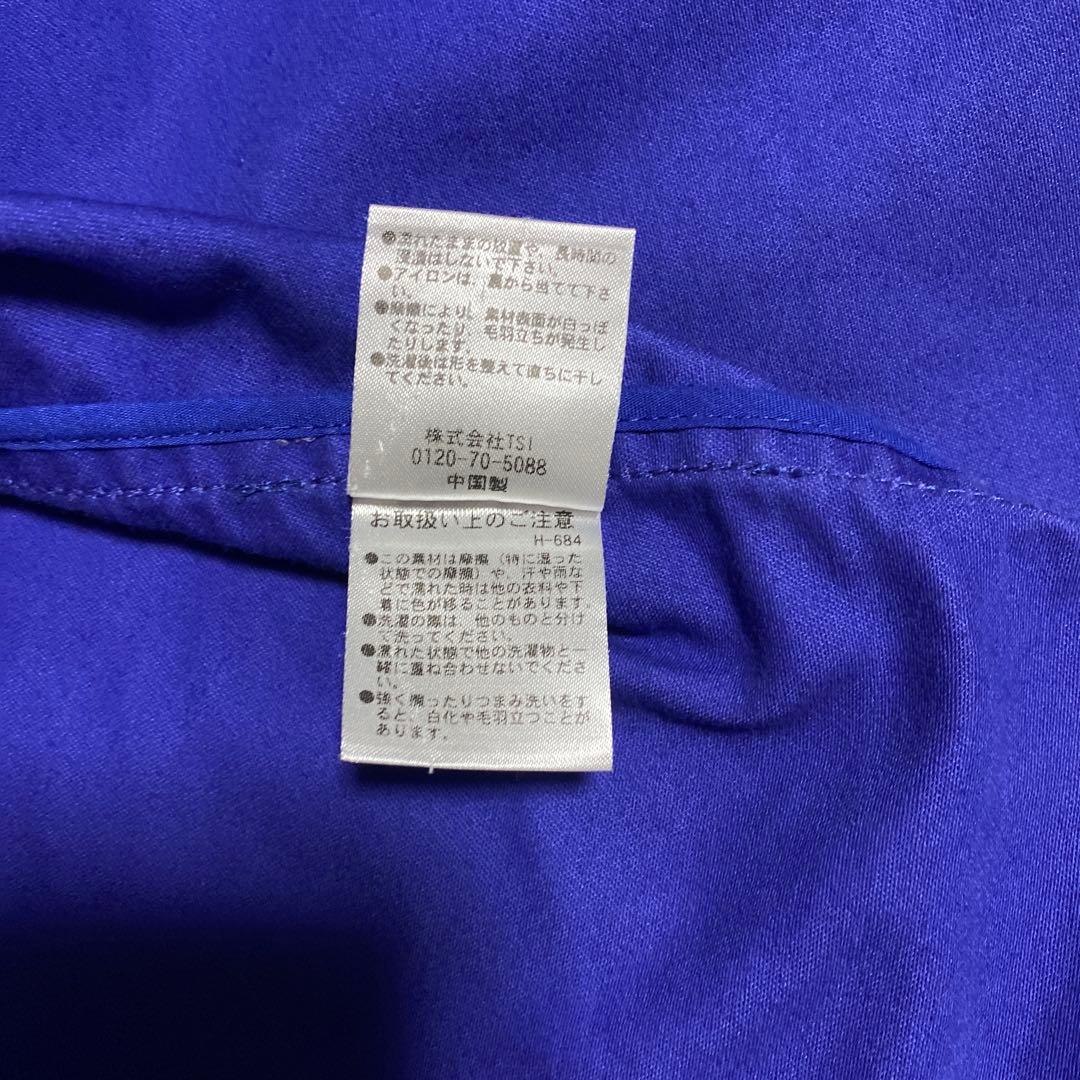 ●濡れたままの放置や、長時間の
浸漬はしないで下さい。
●アイロンは、裏から当てて下さ
い。
●摩擦により、素材表面が白っぽ
くなったり、毛羽立ちが発生し
たりします。
●洗濯後は形を整えて直ちに干し
てください。
株式会社TSI
0120-70-5088
中国製
お取扱い上のご注意
H-684
●この素材は摩擦（特に湿った
状態での摩擦）や、汗や雨な
どで濡れた時は他の衣料や下
着に色が移ることがあります。
●洗濯の際は、他のものと分け
て洗ってください。
●濡れた状態で他の洗濯物と一
緒に重ね合わせないでくださ
い。
●強く擦ったりつまみ洗いをす
ると、白化や毛羽立つことが
あります。